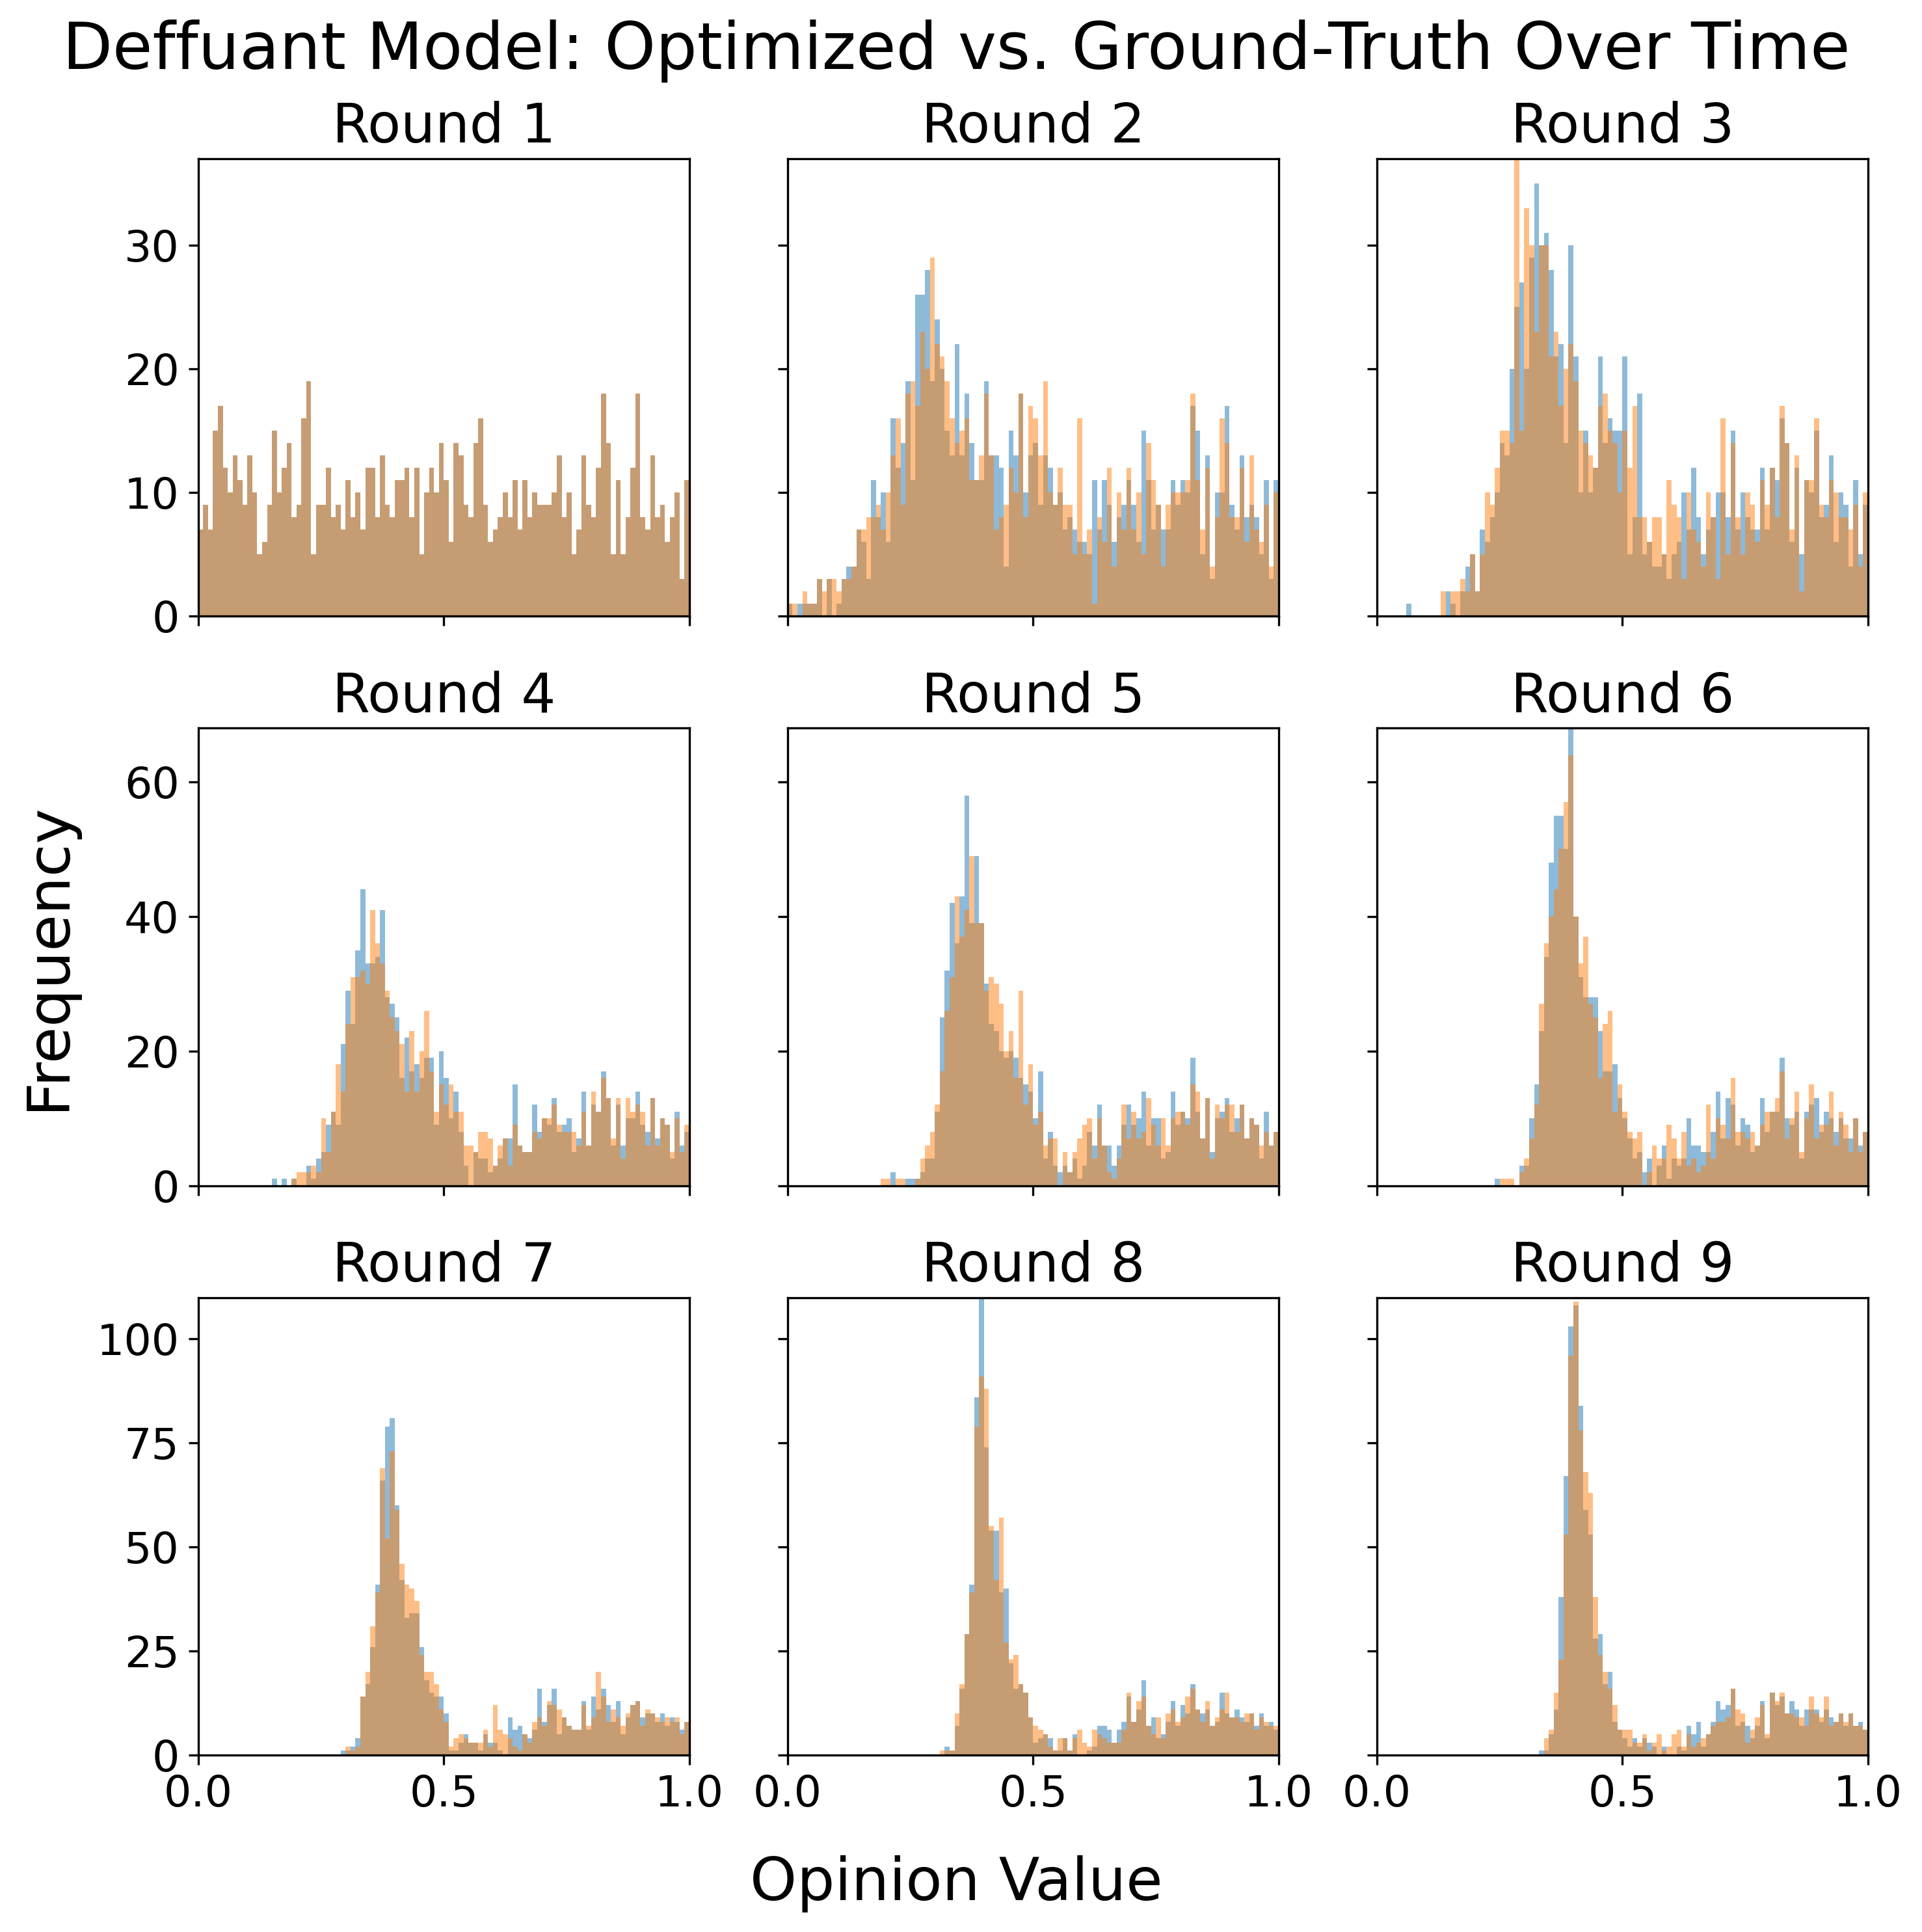 Deffuant Model: Optimized vs. Ground-Truth Over Time
Round 1
Round 2
Round 3
30
20
10
0
Round 4
Round 5
Round 6
60
40
20
0
Frequency
Round 7
Round 8
Round 9
100
75
50
25
0
0.0 0.5 1.0
0.0 0.5 1.0
0.0 0.5 1.0
Opinion Value